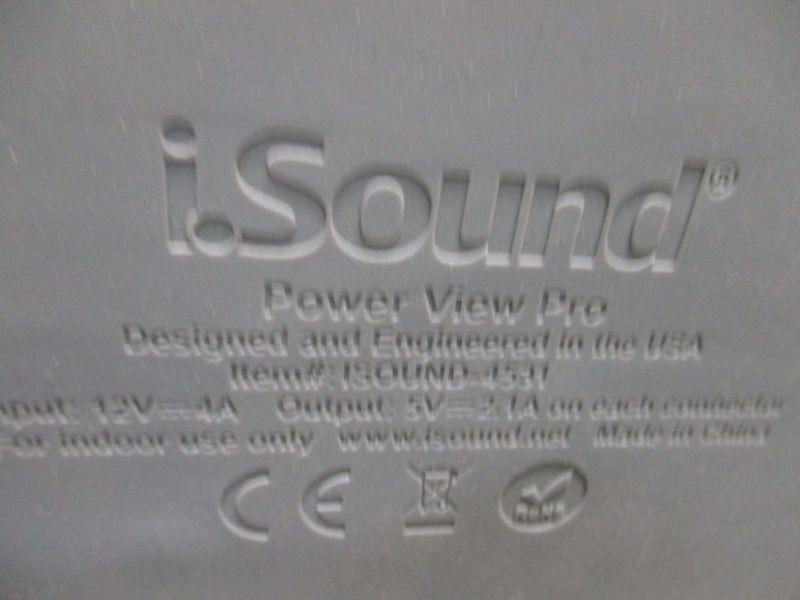 i.Sound®
Power View Pro
Designed and Engineered in the USA
Item#: ISOUND-4531
nput: 12V⎓4A Output: 5V⎓2.1A on each connector
For indoor use only www.isound.net Made in China
CE
RoHS